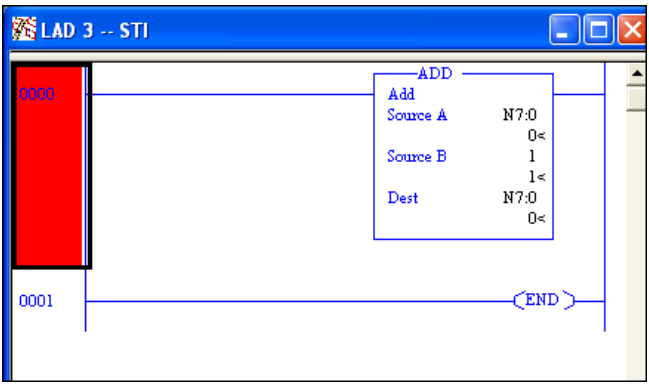 LAD 3 -- STI
ADD
0000
Add
Source A N7:0
0<
Source B 1
1<
Dest N7:0
0<
0001
END